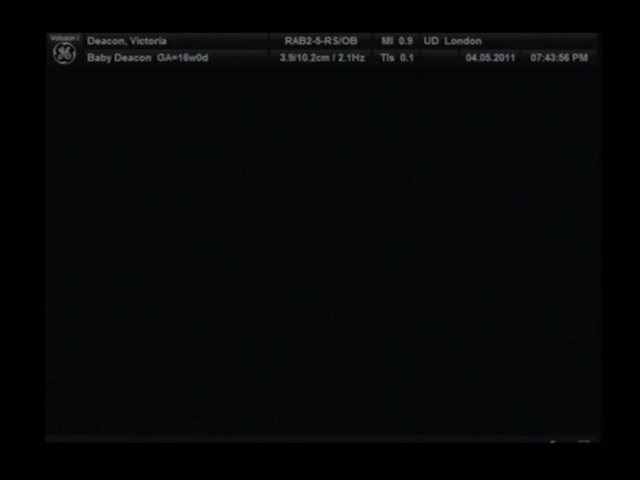 Voluson i
Deacon, Victoria RAB2-5-RS/OB MI 0.9 UD London
Baby Deacon GA=16w0d 3.9/10.2cm / 2.1Hz TIs 0.1 04.05.2011 07:43:56 PM